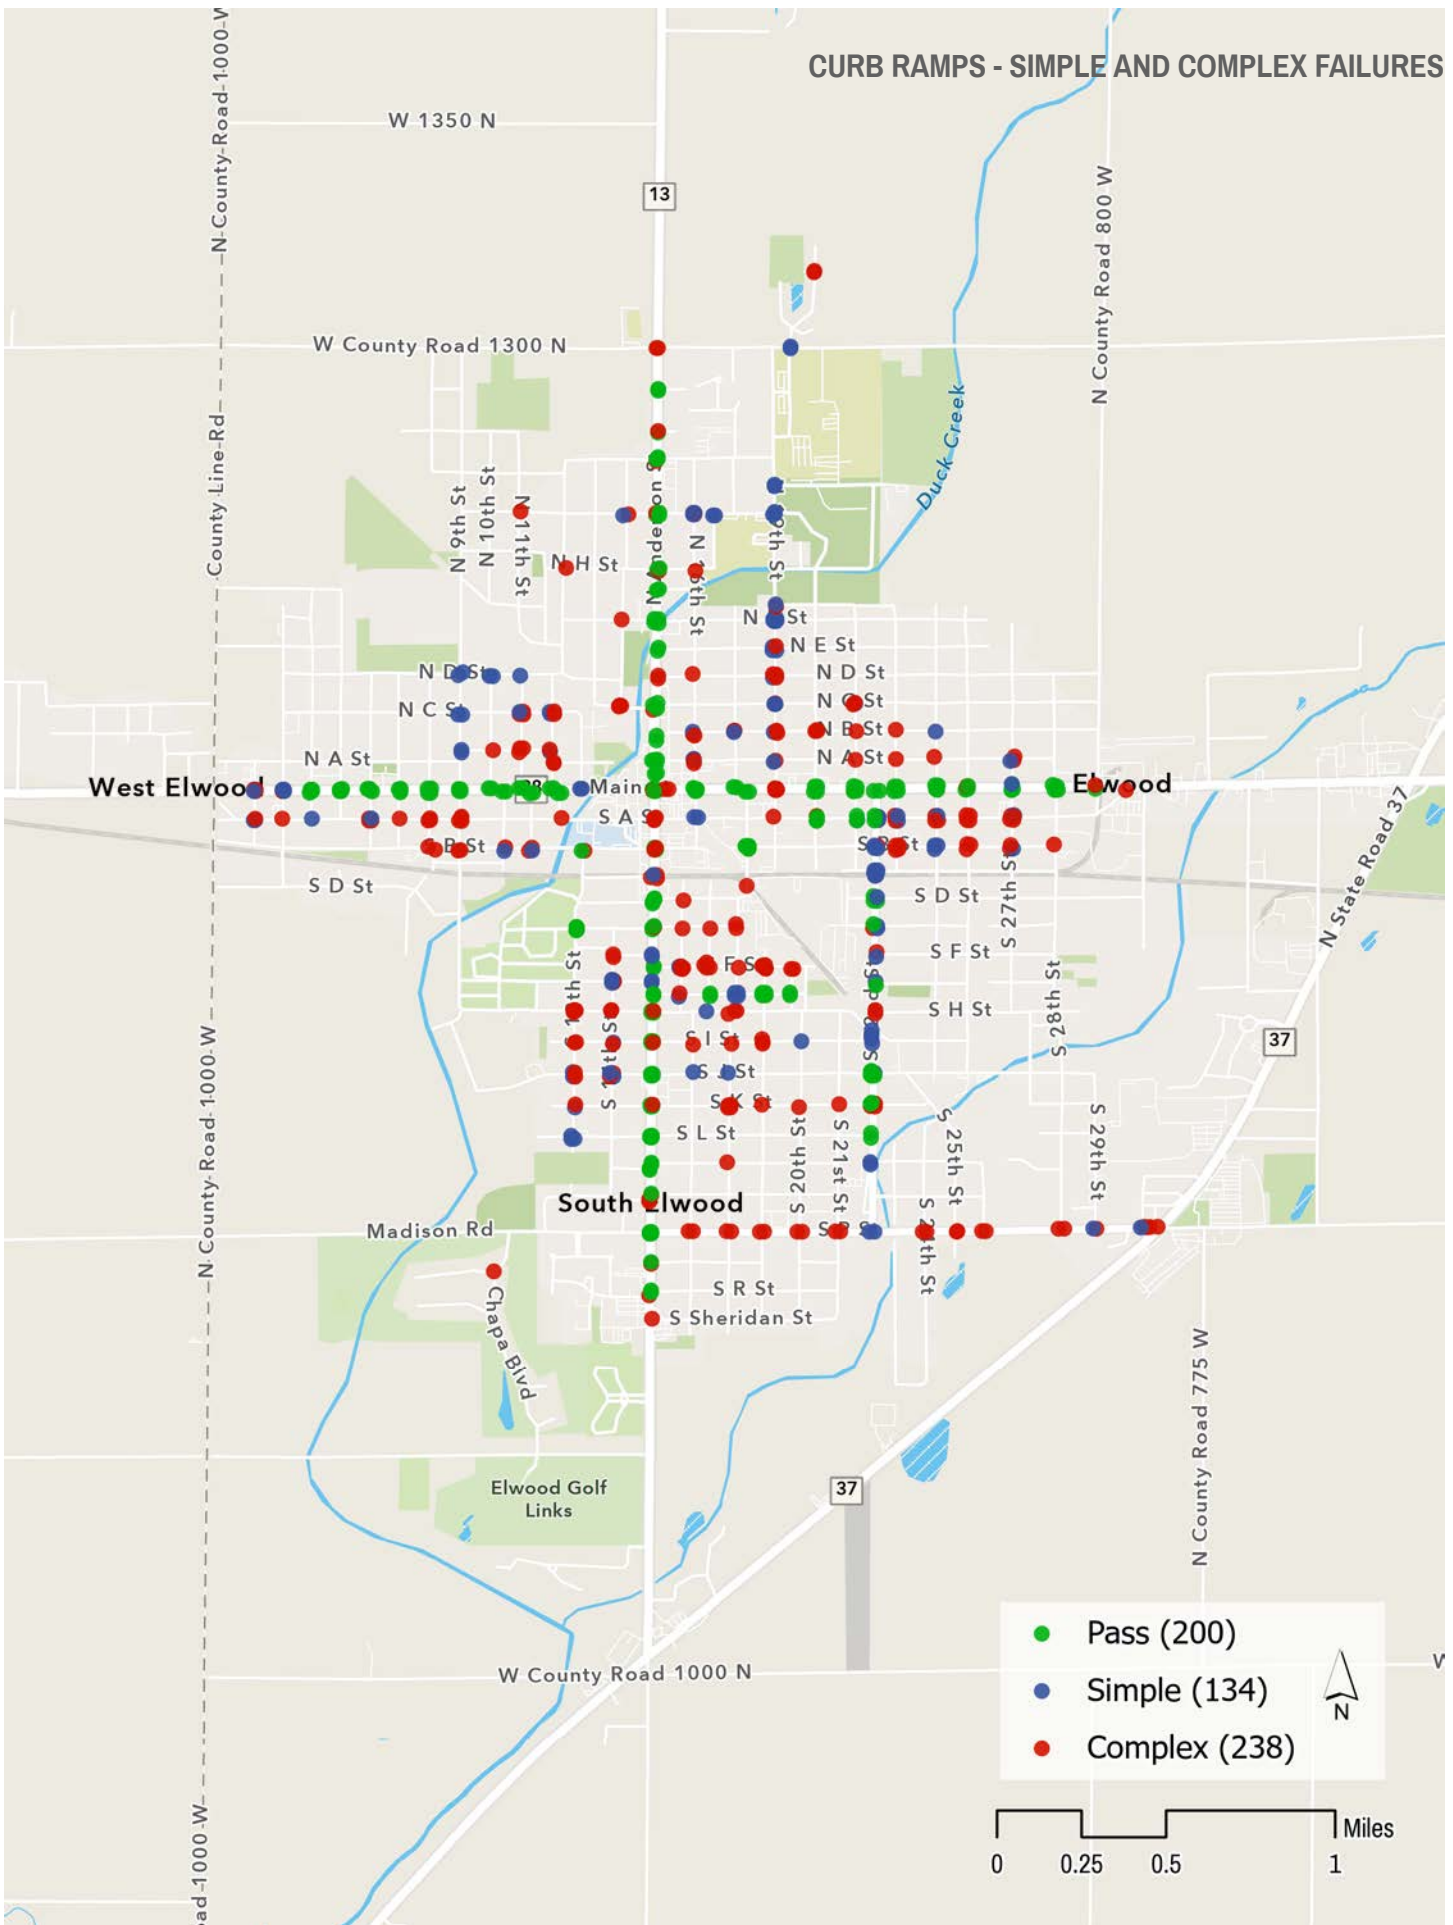 CURB RAMPS - SIMPLE AND COMPLEX FAILURES
N County Road 1000 W
W 1350 N
13
N County Road 800 W
W County Road 1300 N
County Line Rd
Duck Creek
N 9th St
N 10th St
N 11th St
N H St
N 16th St
N E St
N D St
N C St
N B St
N A St
N A St
West Elwood
Main
Elwood
S A S
S B St
S D St
S D St
S 27th St
N State Road 37
S F St
S H St
S 28th St
37
N County Road 1000 W
S I St
S J St
S K St
S L St
S 20th St
S 21st St
S 25th St
S 29th St
South Elwood
Madison Rd
S P St
S 24th St
S R St
S Sheridan St
Chapa Blvd
N County Road 775 W
Elwood Golf
Links
37
W County Road 1000 N
W
Pass (200)
Simple (134)
Complex (238)
N
Miles
0 0.25 0.5 1
oad 1000 W